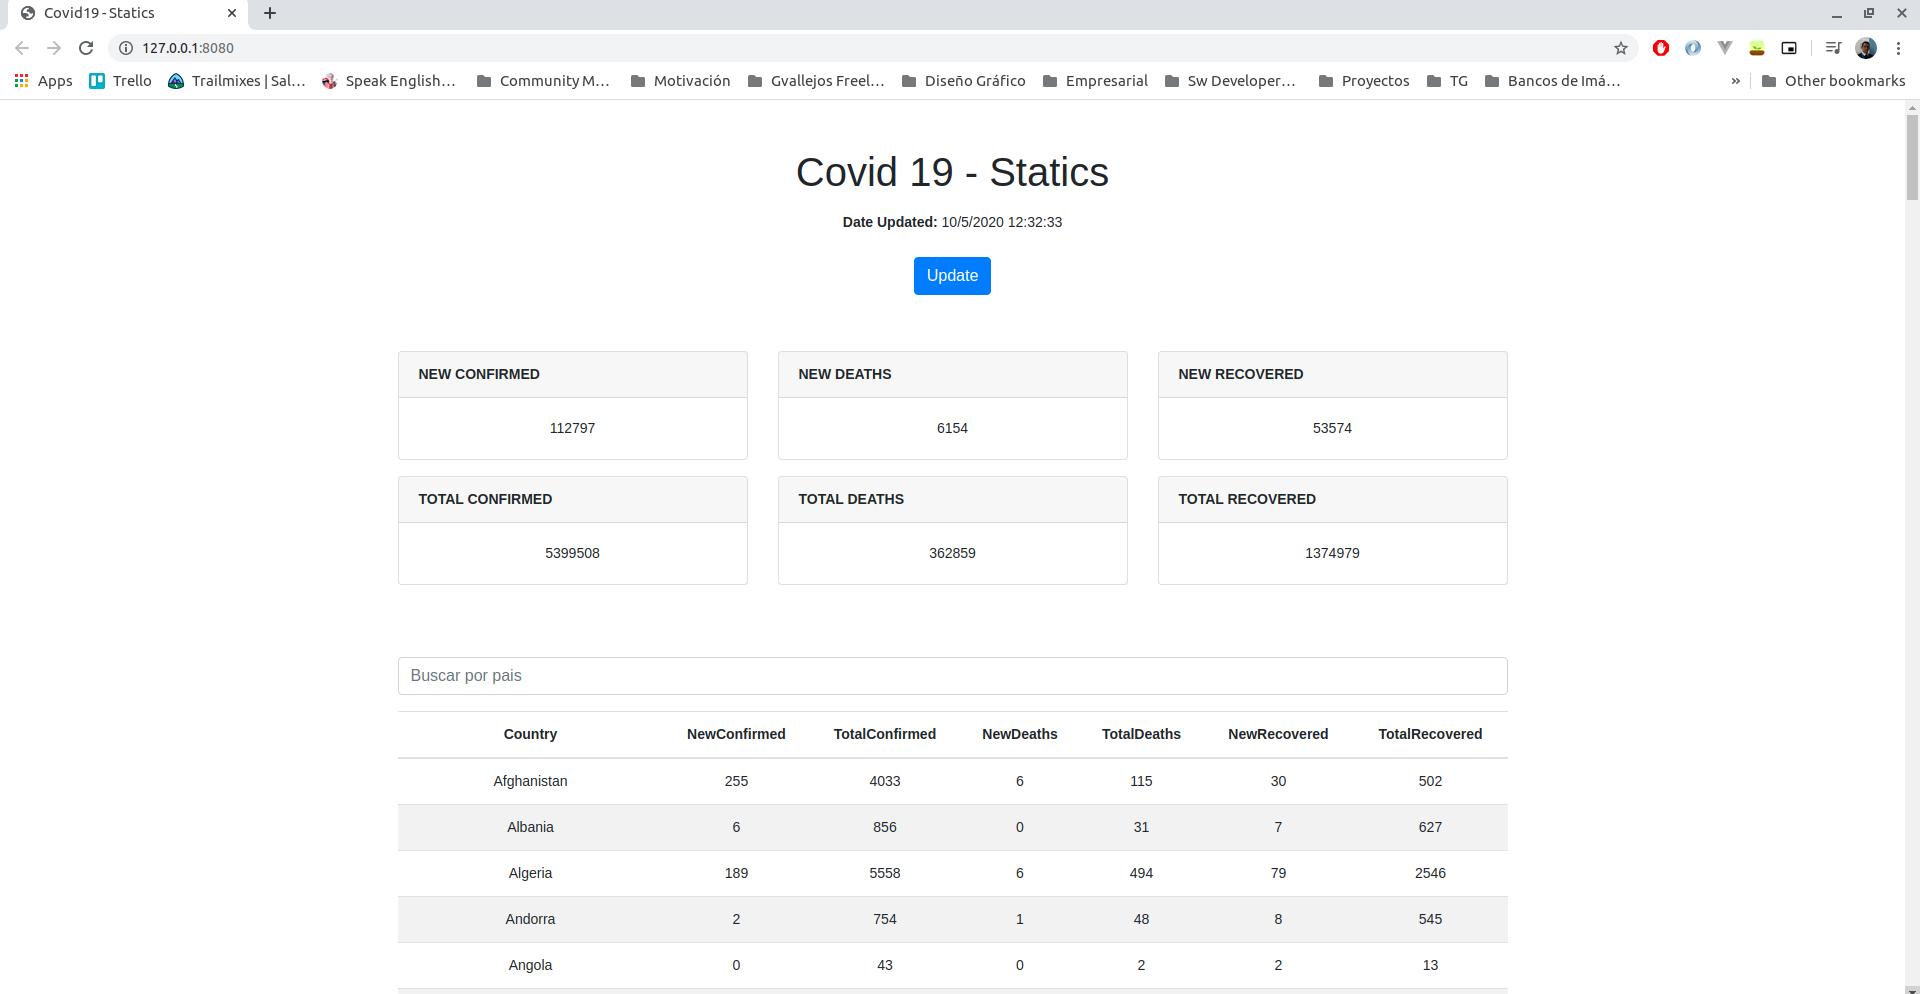 Covid19 - Statics
127.0.0.1:8080
Apps Trello Trailmixes | Sal... Speak English... Community M... Motivación Gvallejos Freel... Diseño Gráfico Empresarial Sw Developer... Proyectos TG Bancos de Imá... » Other bookmarks
Covid 19 - Statics
Date Updated: 10/5/2020 12:32:33
Update
NEW CONFIRMED NEW DEATHS NEW RECOVERED
112797 6154 53574
TOTAL CONFIRMED TOTAL DEATHS TOTAL RECOVERED
5399508 362859 1374979
Buscar por pais
Country NewConfirmed TotalConfirmed NewDeaths TotalDeaths NewRecovered TotalRecovered
Afghanistan 255 4033 6 115 30 502
Albania 6 856 0 31 7 627
Algeria 189 5558 6 494 79 2546
Andorra 2 754 1 48 8 545
Angola 0 43 0 2 2 13